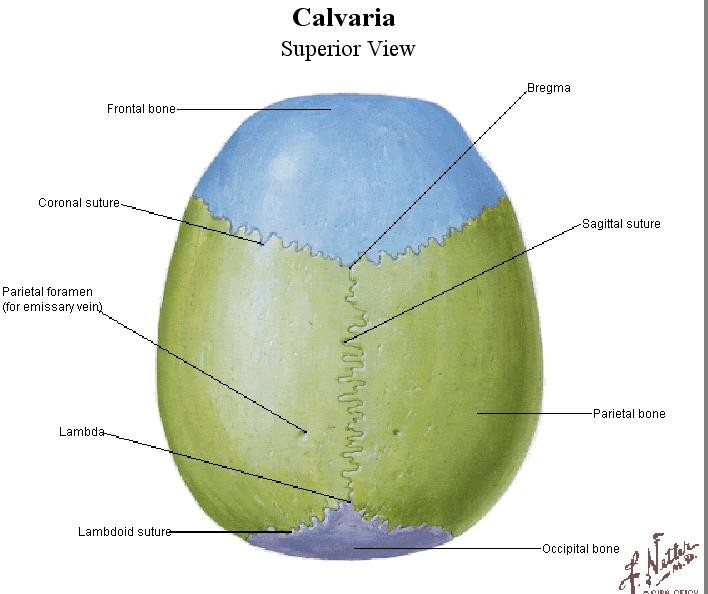 Calvaria
Superior View
Bregma
Frontal bone
Coronal suture
Sagittal suture
Parietal foramen
(for emissary vein)
Parietal bone
Lambda
Lambdoid suture
Occipital bone
F. Netter
M.D.